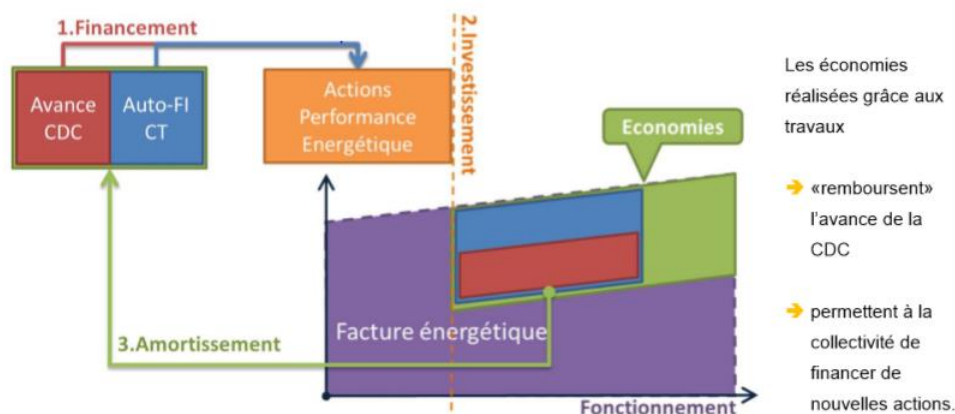 1.Financement
Avance
CDC
Auto-FI
CT
Actions
Performance
Energétique
2.Investissement
Economies
Facture énergétique
3.Amortissement
Fonctionnement
Les économies
réalisées grâce aux
travaux
➔ «remboursent»
l’avance de la
CDC
➔ permettent à la
collectivité de
financer de
nouvelles actions.